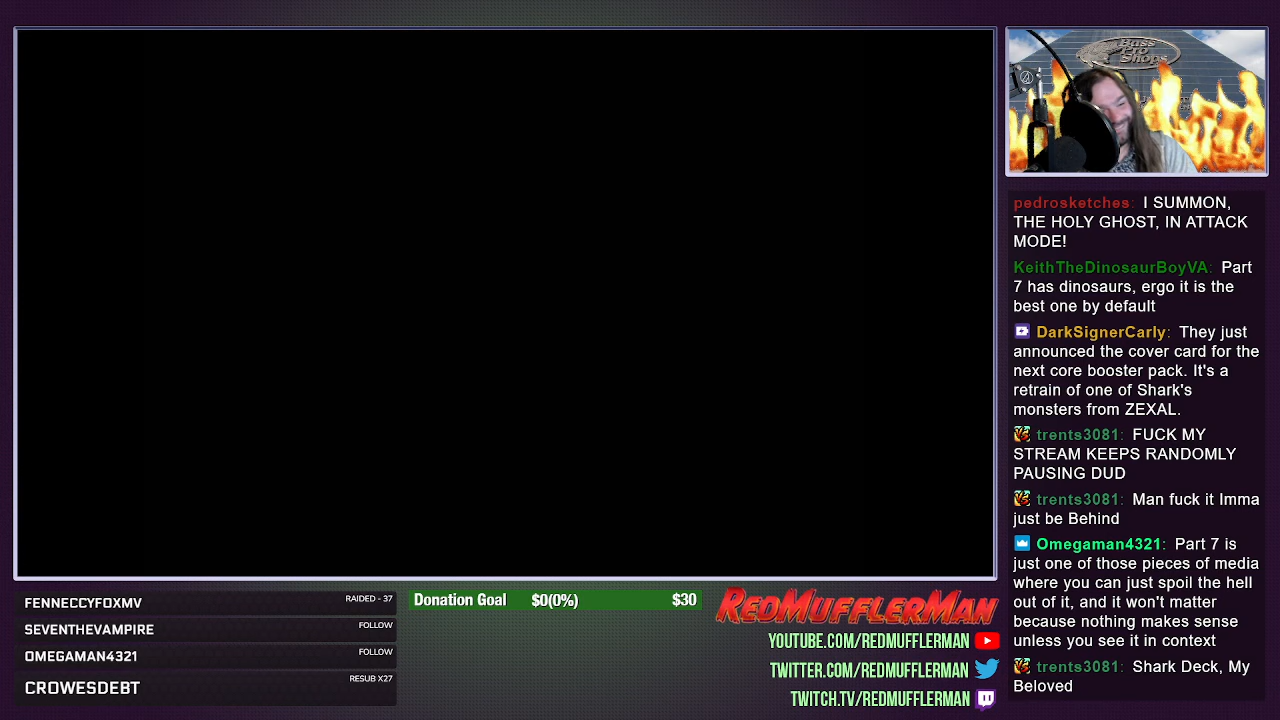 Bass
Pro
Shops
pedrosketches: I SUMMON,
THE HOLY GHOST, IN ATTACK
MODE!
KeithTheDinosaurBoyVA: Part
7 has dinosaurs, ergo it is the
best one by default
DarkSignerCarly: They just
announced the cover card for the
next core booster pack. It's a
retrain of one of Shark's
monsters from ZEXAL.
trents3081: FUCK MY
STREAM KEEPS RANDOMLY
PAUSING DUD
trents3081: Man fuck it Imma
just be Behind
Omegaman4321: Part 7 is
just one of those pieces of media
where you can just spoil the hell
out of it, and it won't matter
because nothing makes sense
unless you see it in context
trents3081: Shark Deck, My
Beloved
FENNECCYFOXMV RAIDED - 37
SEVENTHEVAMPIRE FOLLOW
OMEGAMAN4321 FOLLOW
CROWESDEBT RESUB X27
Donation Goal $0(0%) $30
REDMUFFLERMAN
YOUTUBE.COM/REDMUFFLERMAN
TWITTER.COM/REDMUFFLERMAN
TWITCH.TV/REDMUFFLERMAN